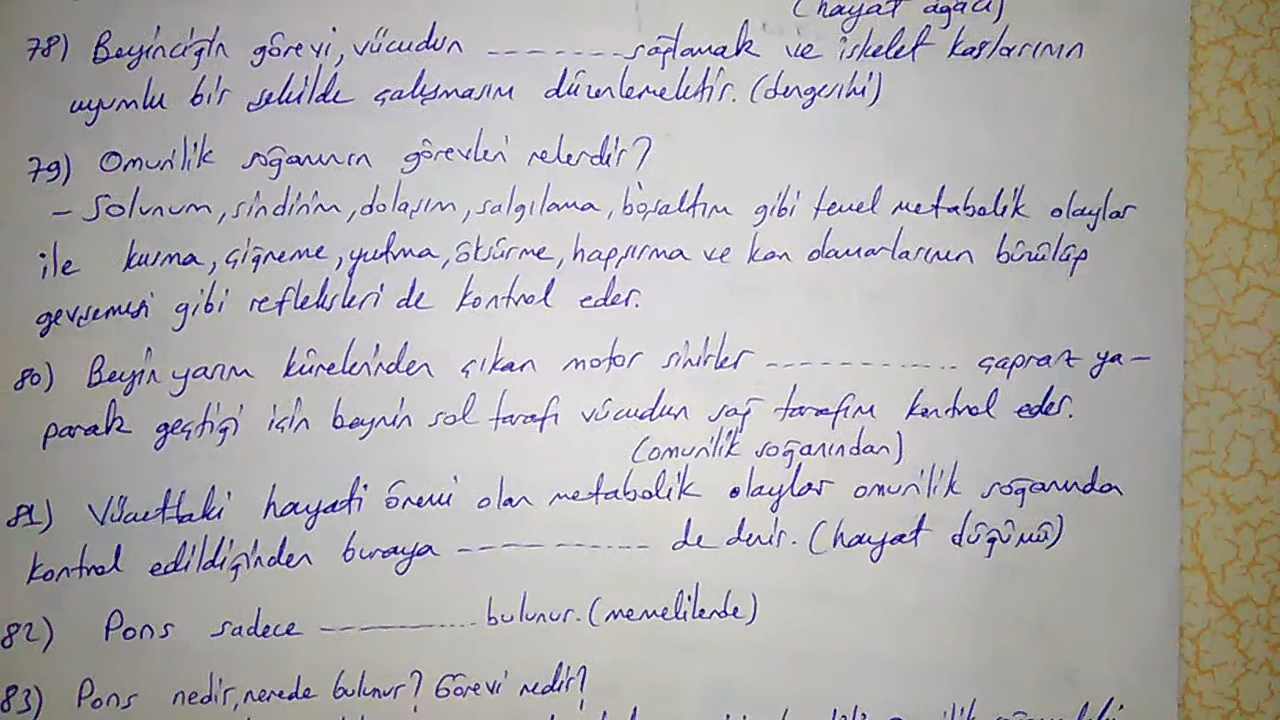 (hayat ağacı)
78) Beyinciğin görevi, vücudun ------- sağlamak ve iskelet kaslarının
uyumlu bir şekilde çalışmasını düzenlemektir. (dengesini)
79) Omurilik soğanının görevleri nelerdir?
- Solunum, sindirim, dolaşım, salgılama, boşaltım gibi temel metabolik olaylar
ile kusma, çiğneme, yutma, öksürme, hapşırma ve kan damarlarının büzülüp
gevşemesi gibi refleksleri de kontrol eder.
80) Beyin yarım kürelerinden çıkan motor sinirler ------------ çapraz ya-
parak geçtiği için beynin sol tarafı vücudun sağ tarafını kontrol eder.
(omurilik soğanından)
81) Vücuttaki hayati önemi olan metabolik olaylar omurilik soğanında
kontrol edildiğinden buraya ------------ de denir. (hayat düğümü)
82) Pons sadece ---------- bulunur. (memelilerde)
83) Pons nedir, nerede bulunur? Görevi nedir?